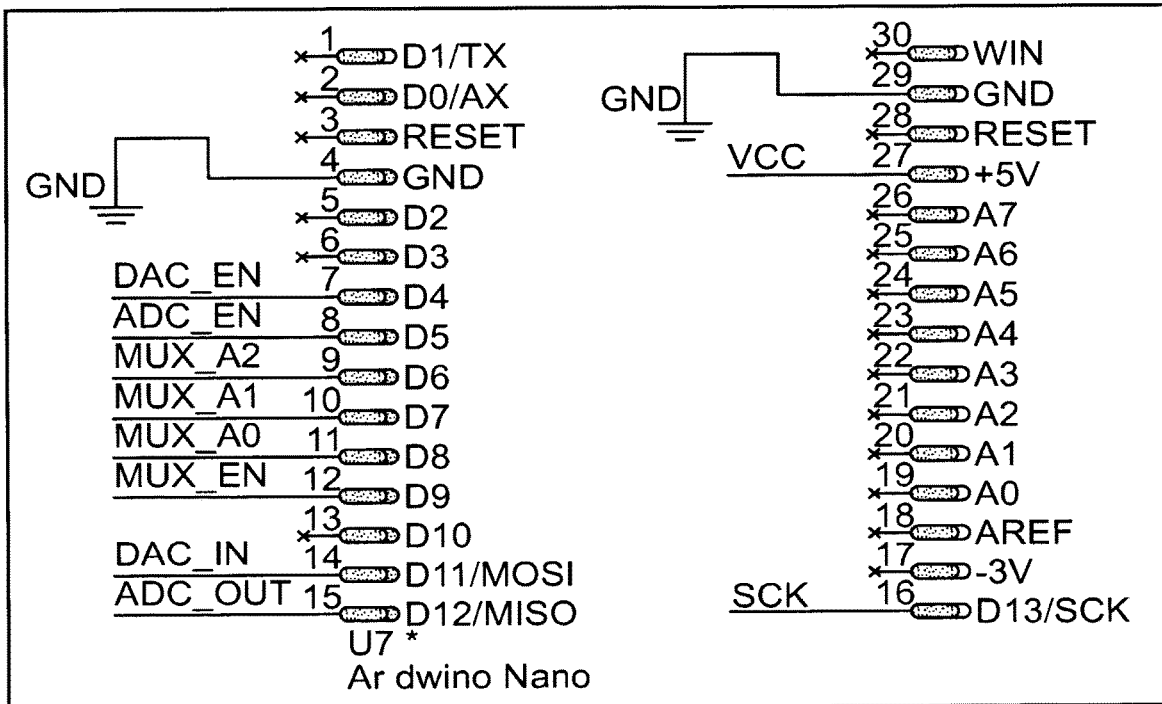 1 D1/TX
2 D0/AX
3 RESET
GND 4 GND
5 D2
6 D3
DAC_EN 7 D4
ADC_EN 8 D5
MUX_A2 9 D6
MUX_A1 10 D7
MUX_A0 11 D8
MUX_EN 12 D9
13 D10
DAC_IN 14 D11/MOSI
ADC_OUT 15 D12/MISO
U7 *
Ar dwino Nano
30 WIN
GND 29 GND
28 RESET
VCC 27 +5V
26 A7
25 A6
24 A5
23 A4
22 A3
21 A2
20 A1
19 A0
18 AREF
17 -3V
SCK 16 D13/SCK